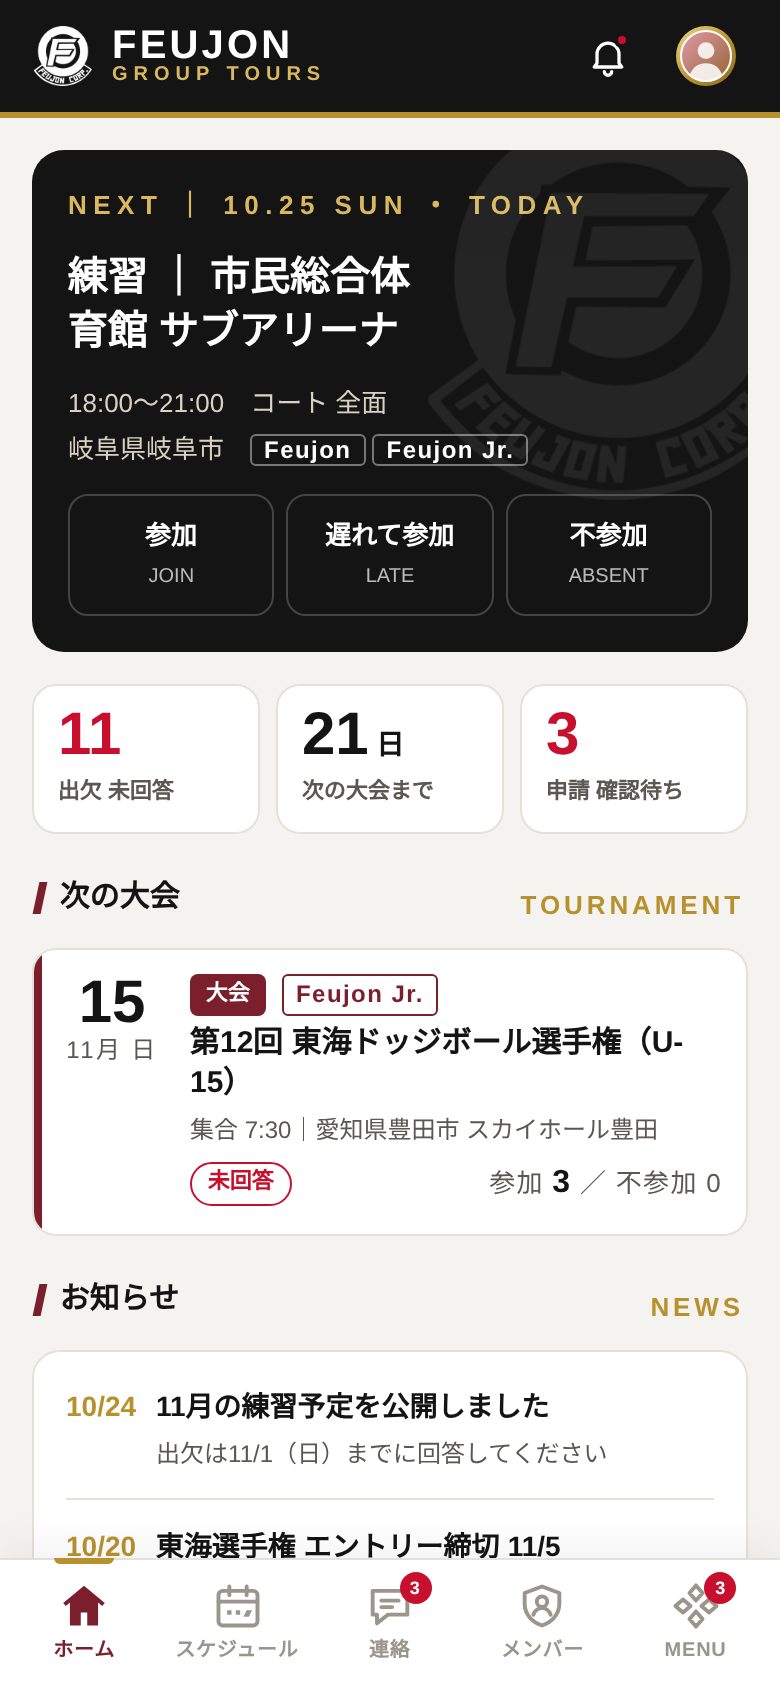 FEUJON CORP.
FEUJON
GROUP TOURS
NEXT ｜ 10.25 SUN ・ TODAY
FEUJON CORP
練習 ｜ 市民総合体
育館 サブアリーナ
18:00〜21:00 コート 全面
岐阜県岐阜市 Feujon Feujon Jr.
参加 遅れて参加 不参加
JOIN LATE ABSENT
11 21 日 3
出欠 未回答 次の大会まで 申請 確認待ち
次の大会 TOURNAMENT
15 大会 Feujon Jr.
11月 日
第12回 東海ドッジボール選手権（U-
15）
集合 7:30｜愛知県豊田市 スカイホール豊田
未回答 参加 3 ／ 不参加 0
お知らせ NEWS
10/24 11月の練習予定を公開しました
出欠は11/1（日）までに回答してください
10/20 東海選手権 エントリー締切 11/5
3 3
ホーム スケジュール 連絡 メンバー MENU